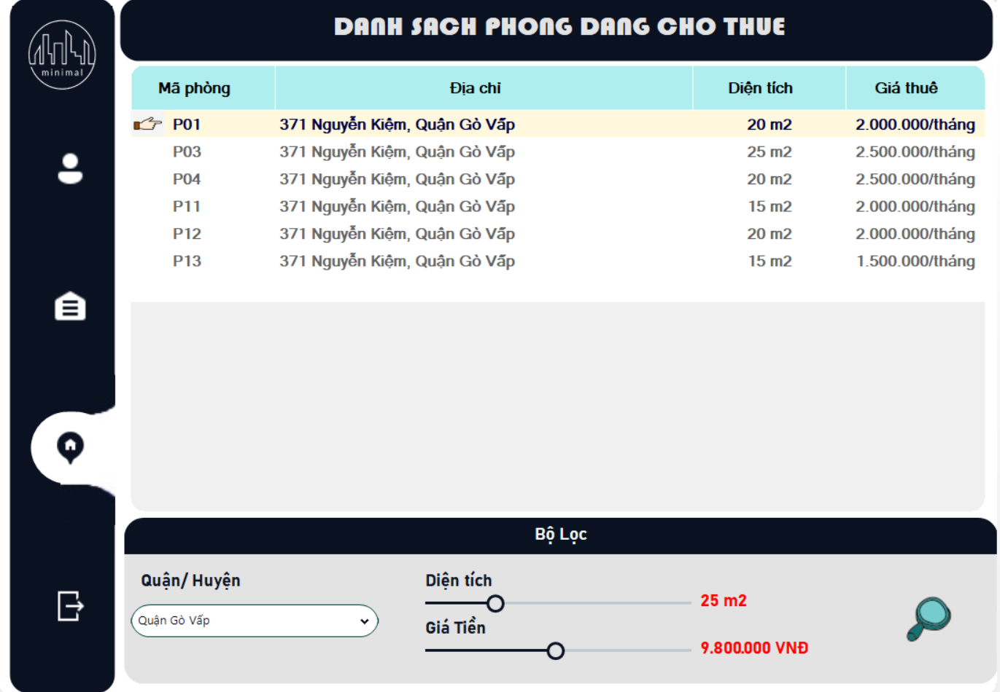 minimal
DANH SACH PHONG DANG CHO THUE
Mã phòng Địa chỉ Diện tích Giá thuê
P01 371 Nguyễn Kiệm, Quận Gò Vấp 20 m2 2.000.000/tháng
P03 371 Nguyễn Kiệm, Quận Gò Vấp 25 m2 2.500.000/tháng
P04 371 Nguyễn Kiệm, Quận Gò Vấp 20 m2 2.500.000/tháng
P11 371 Nguyễn Kiệm, Quận Gò Vấp 15 m2 2.000.000/tháng
P12 371 Nguyễn Kiệm, Quận Gò Vấp 20 m2 2.000.000/tháng
P13 371 Nguyễn Kiệm, Quận Gò Vấp 15 m2 1.500.000/tháng
Bộ Lọc
Quận/ Huyện
Quận Gò Vấp
Diện tích
25 m2
Giá Tiền
9.800.000 VNĐ